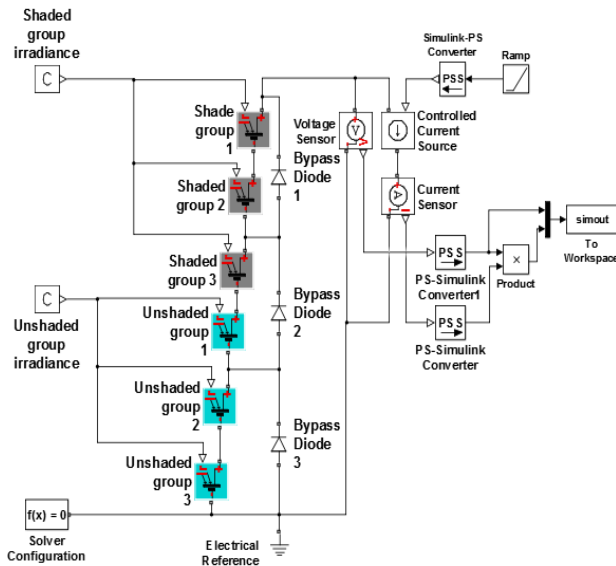 Shaded
group
irradiance
C
Simulink-PS
Converter
Ramp
PSS
Shade
group
1
Voltage
Sensor
V
Controlled
Current
Source
Bypass
Diode
1
Shaded
group 2
A
Current
Sensor
simout
To
Workspace
PSS
PS-Simulink
Converter1
×
Product
Shaded
group 3
C
Unshaded
group
irradiance
Unshaded
group
1
Bypass
Diode
2
PSS
PS-Simulink
Converter
Unshaded
group
2
Bypass
Diode
3
Unshaded
group
3
f(x) = 0
Solver
Configuration
Electrical
Reference